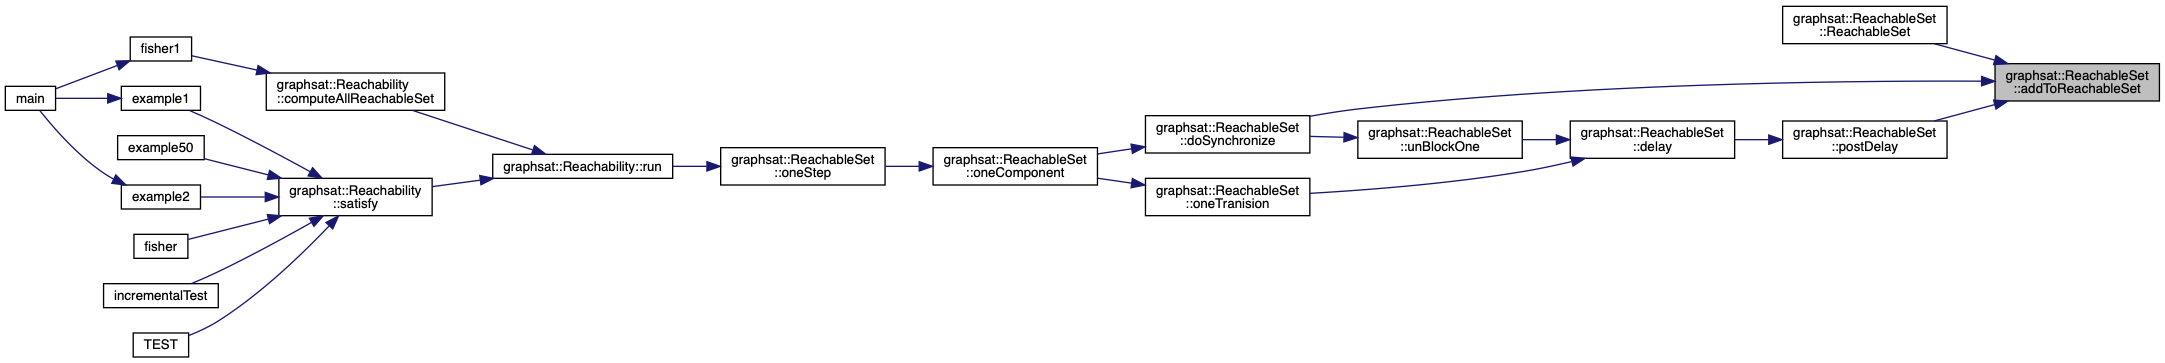 main
fisher1
example1
example50
example2
fisher
incrementalTest
TEST
graphsat::Reachability
::computeAllReachableSet
graphsat::Reachability
::satisfy
graphsat::Reachability::run
graphsat::ReachableSet
::oneStep
graphsat::ReachableSet
::oneComponent
graphsat::ReachableSet
::doSynchronize
graphsat::ReachableSet
::oneTranision
graphsat::ReachableSet
::unBlockOne
graphsat::ReachableSet
::delay
graphsat::ReachableSet
::ReachableSet
graphsat::ReachableSet
::postDelay
graphsat::ReachableSet
::addToReachableSet